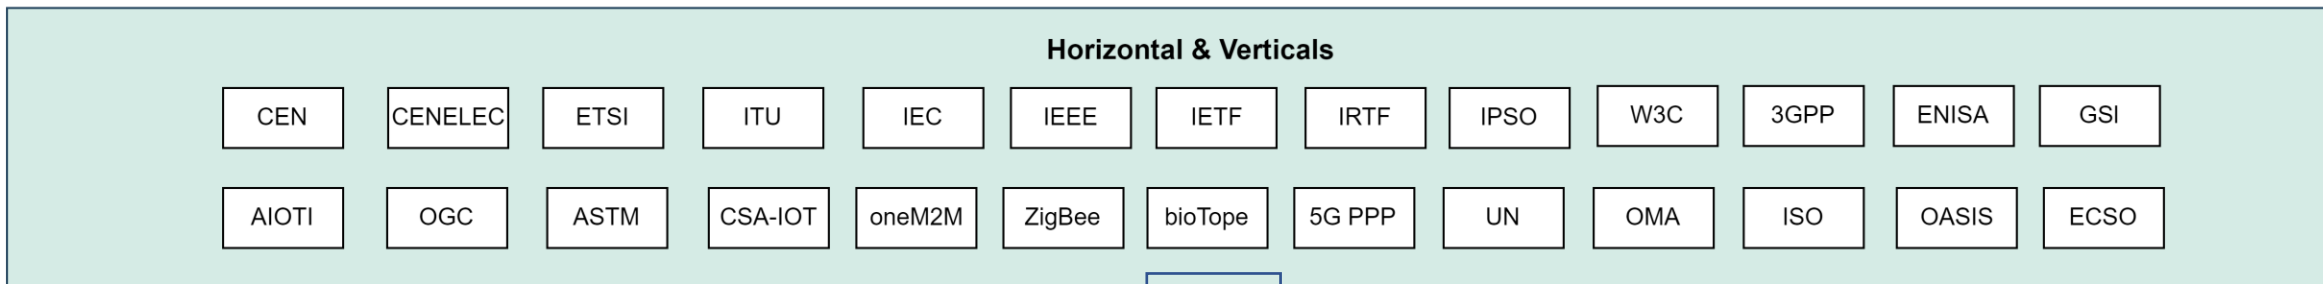 Horizontal & Verticals
CEN CENELEC ETSI ITU IEC IEEE IETF IRTF IPSO W3C 3GPP ENISA GSI
AIOTI OGC ASTM CSA-IOT oneM2M ZigBee bioTope 5G PPP UN OMA ISO OASIS ECSO